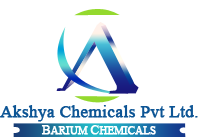 Akshya Chemicals Pvt Ltd.
BARIUM CHEMICALS